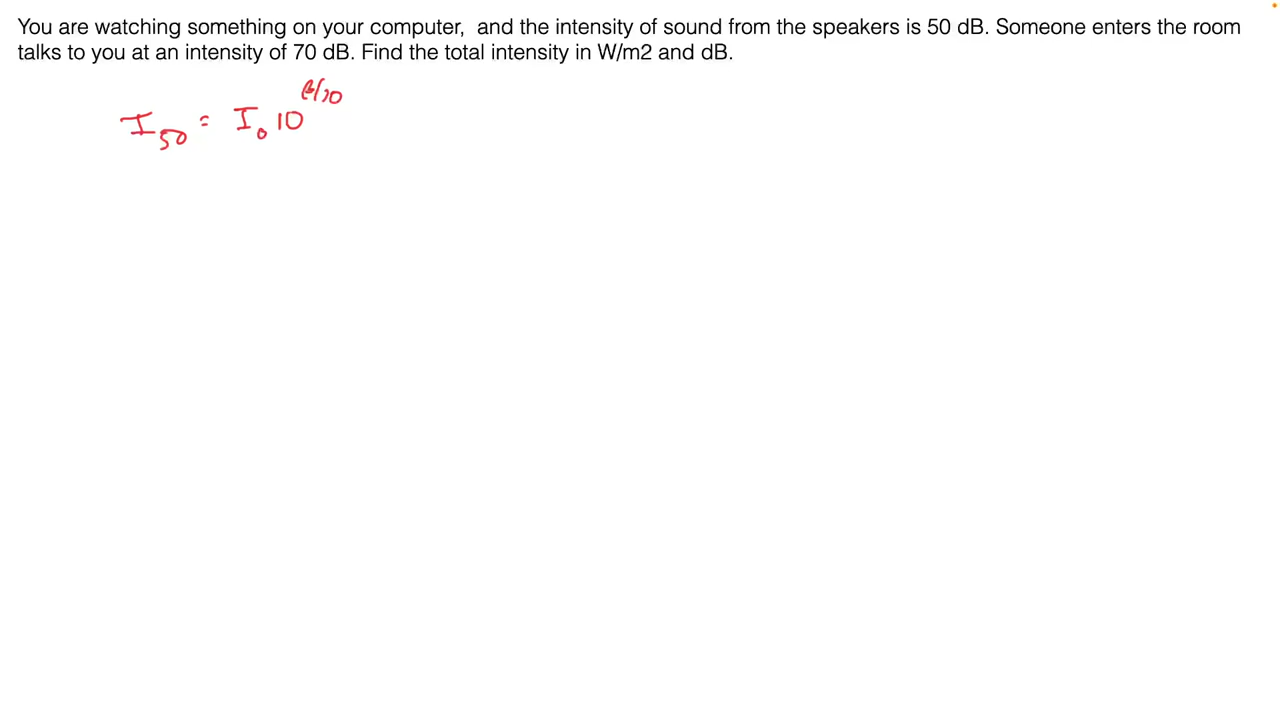 You are watching something on your computer,  and the intensity of sound from the speakers is 50 dB. Someone enters the room
talks to you at an intensity of 70 dB. Find the total intensity in W/m2 and dB.
I₅₀ = I₀ 10^(β/10)